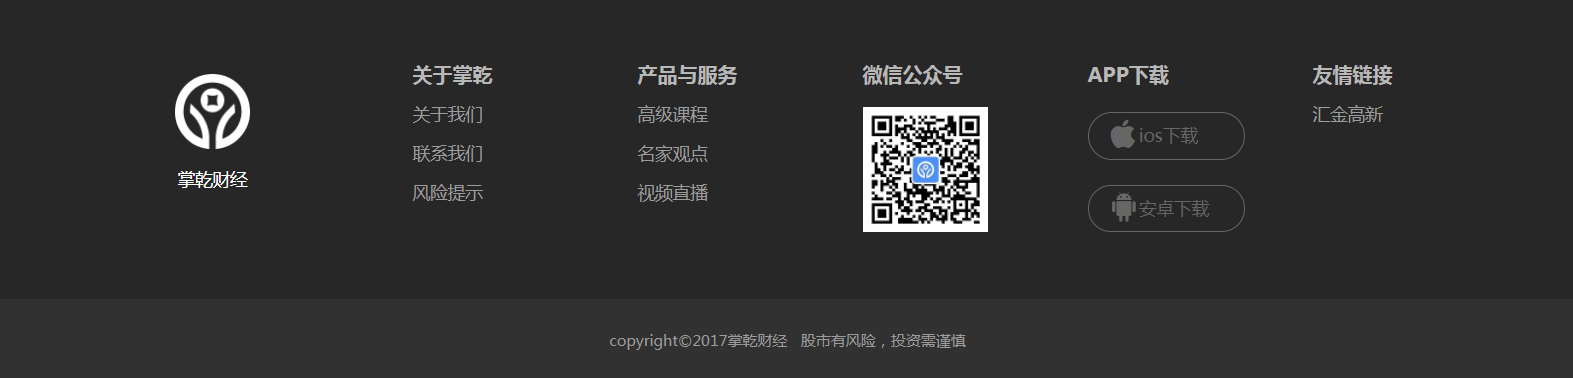 掌乾财经
关于掌乾
关于我们
联系我们
风险提示
产品与服务
高级课程
名家观点
视频直播
微信公众号
APP下载
ios下载
安卓下载
友情链接
汇金高新
copyright©2017掌乾财经 股市有风险，投资需谨慎